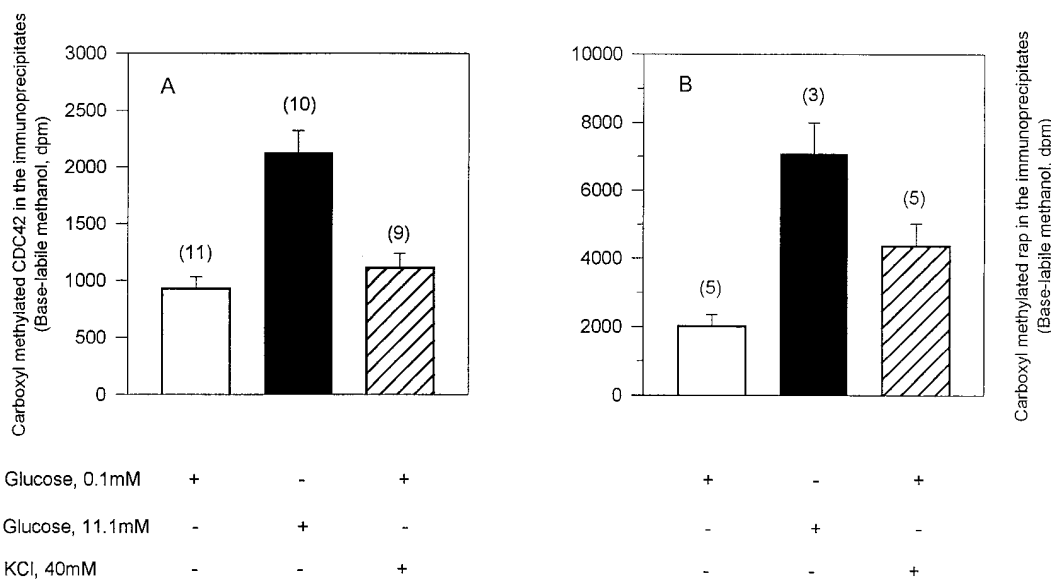 Carboxyl methylated CDC42 in the immunoprecipitates
(Base-labile methanol, dpm)
3000
2500
2000
1500
1000
500
0
A
(11)
(10)
(9)
10000
8000
6000
4000
2000
0
B
(5)
(3)
(5)
Carboxyl methylated rap in the immunoprecipitates
(Base-labile methanol, dpm)
Glucose, 0.1mM + - + + - +
Glucose, 11.1mM - + - - + -
KCl, 40mM - - + - - +